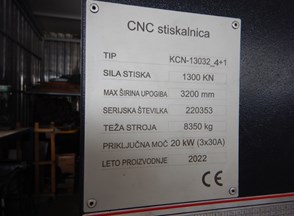 CNC stiskalnica
TIP KCN-13032_4+1
SILA STISKA 1300 KN
MAX ŠIRINA UPOGIBA 3200 mm
SERIJSKA ŠTEVILKA 220353
TEŽA STROJA 8350 kg
PRIKLJUČNA MOČ 20 kW (3x30A)
LETO PROIZVODNJE 2022
CE